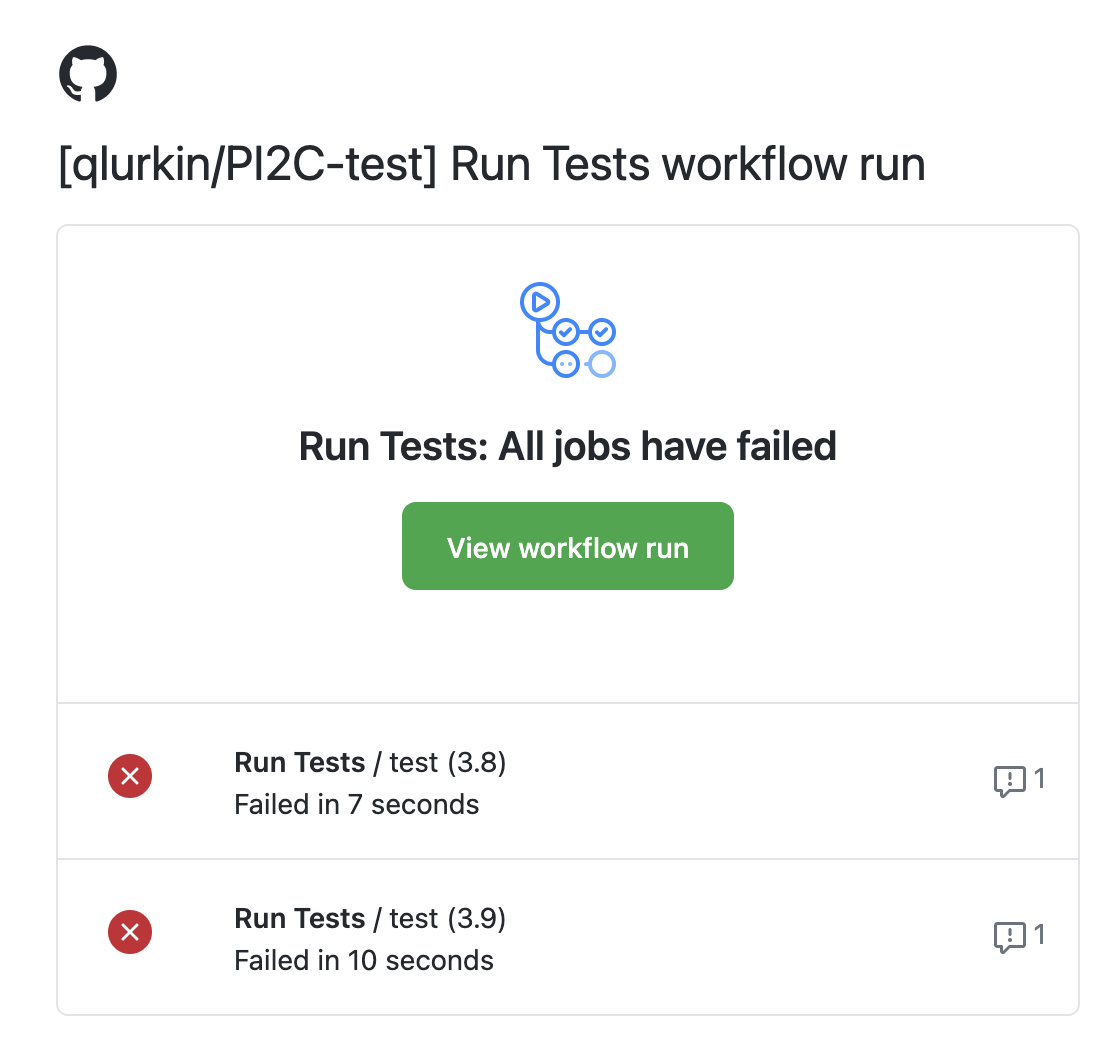 [qlurkin/PI2C-test] Run Tests workflow run
Run Tests: All jobs have failed
View workflow run
Run Tests / test (3.8)
Failed in 7 seconds
1
Run Tests / test (3.9)
Failed in 10 seconds
1